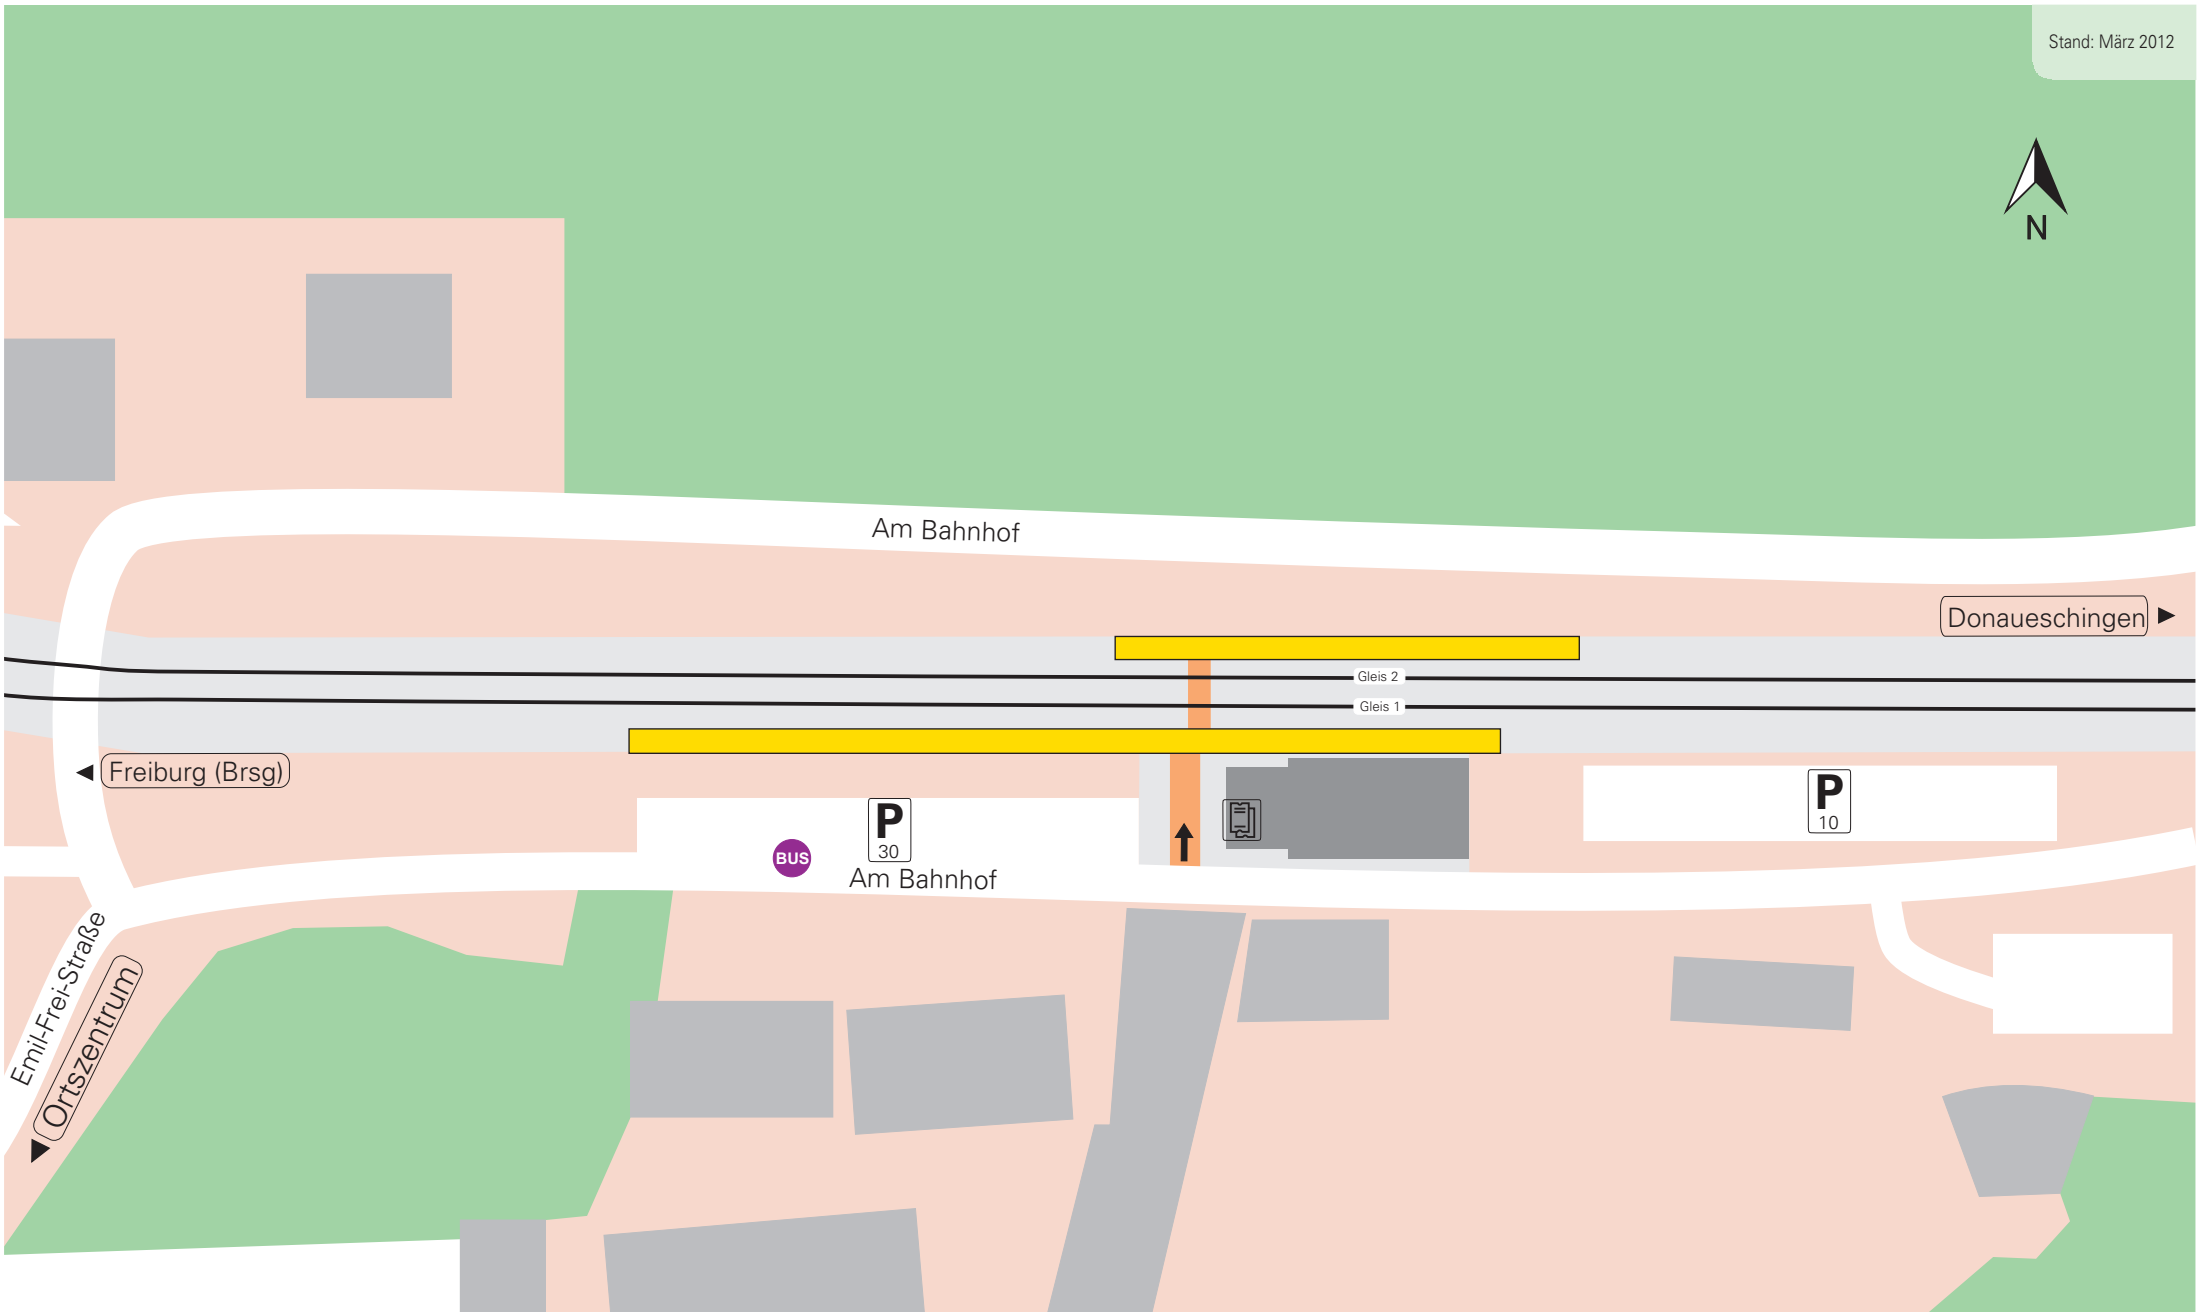 Stand: März 2012
N
Am Bahnhof
Donaueschingen
Gleis 2
Gleis 1
Freiburg (Brsg)
P
10
P
30
BUS
Am Bahnhof
Emil-Frei-Straße
Ortszentrum